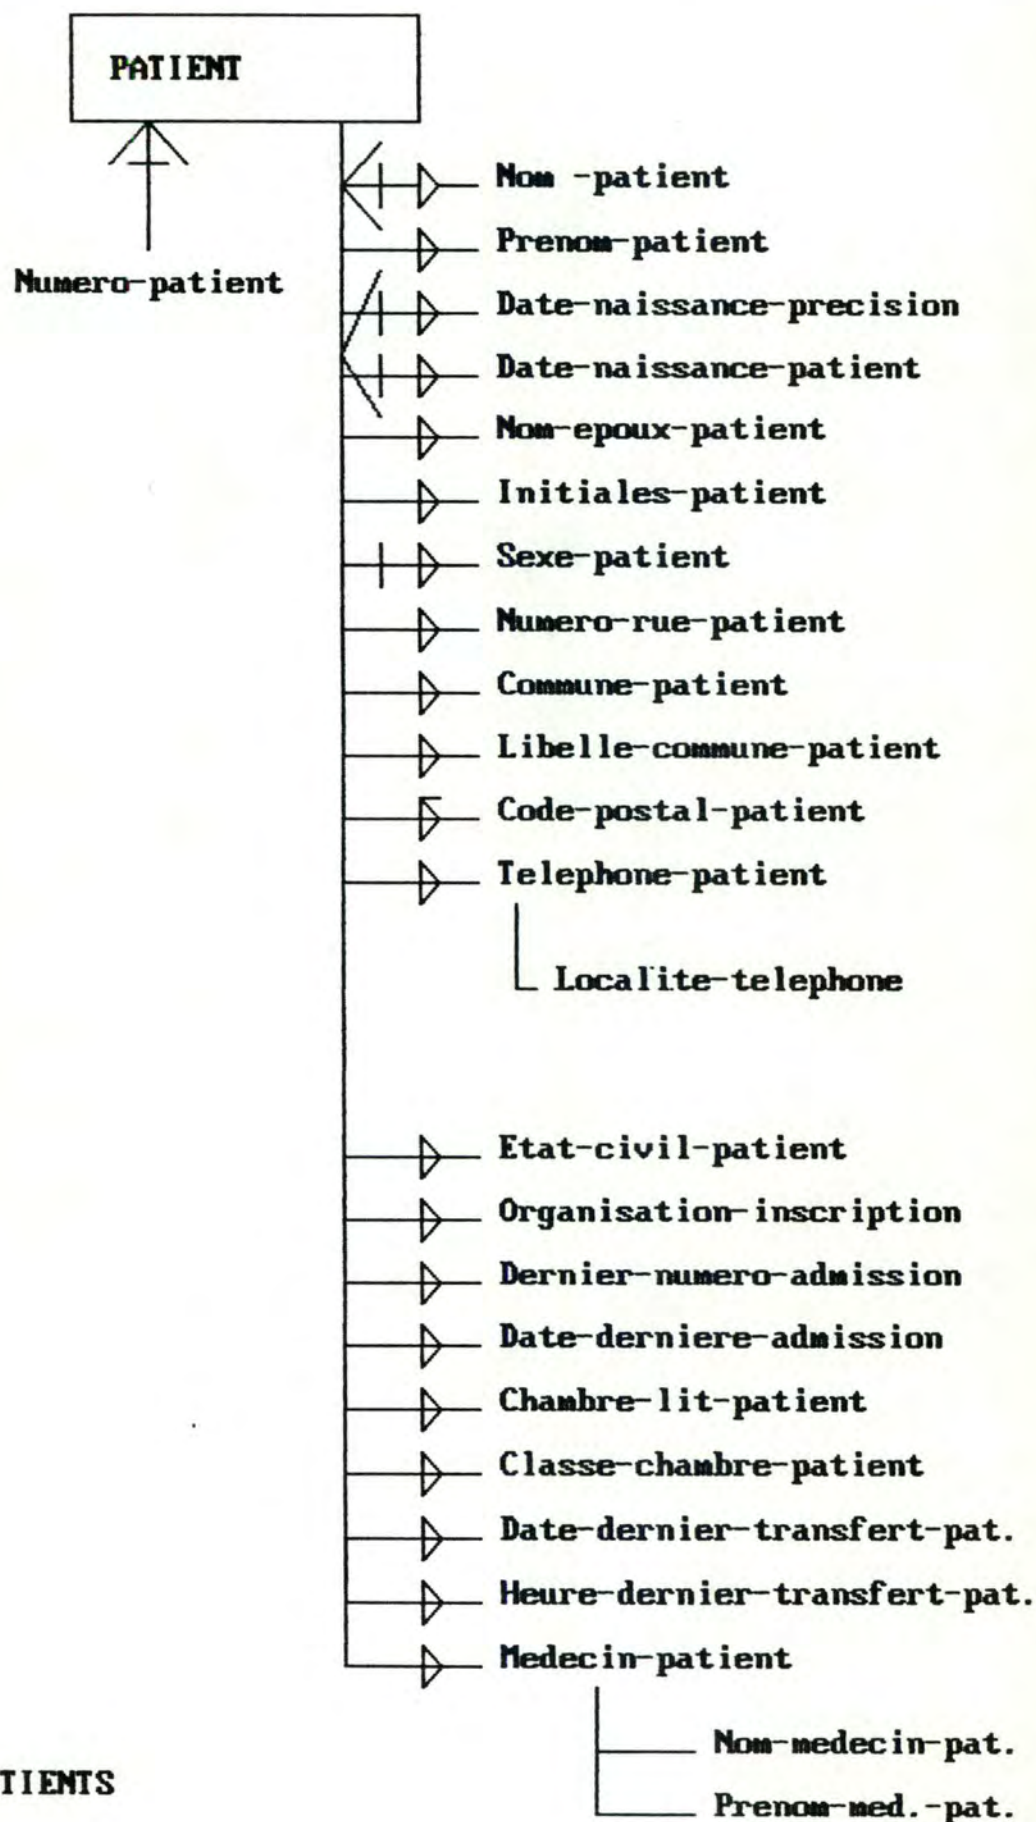 PATIENT
Nom -patient
Prenom-patient
Numero-patient
Date-naissance-precision
Date-naissance-patient
Nom-epoux-patient
Initiales-patient
Sexe-patient
Numero-rue-patient
Commune-patient
Libelle-commune-patient
Code-postal-patient
Telephone-patient
Localite-telephone
Etat-civil-patient
Organisation-inscription
Dernier-numero-admission
Date-derniere-admission
Chambre-lit-patient
Classe-chambre-patient
Date-dernier-transfert-pat.
Heure-dernier-transfert-pat.
Medecin-patient
Nom-medecin-pat.
TIENTS
Prenom-med.-pat.